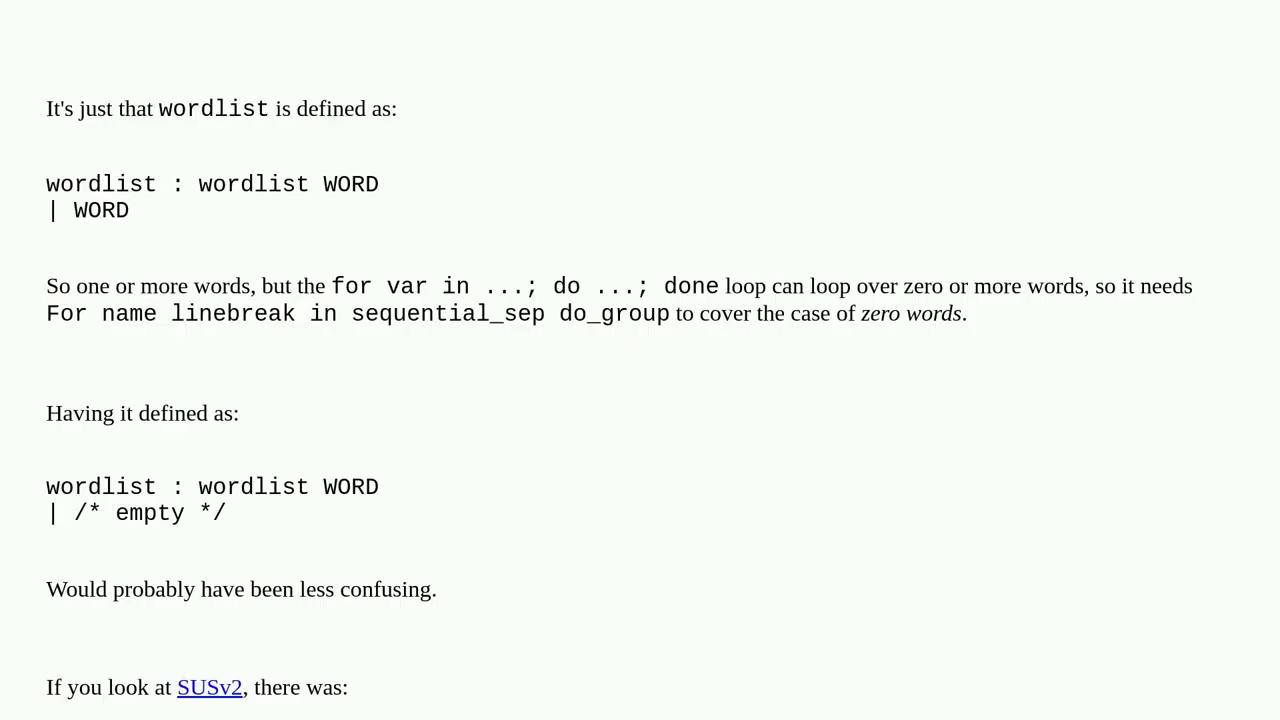 It's just that wordlist is defined as:
wordlist : wordlist WORD
| WORD
So one or more words, but the for var in ...; do ...; done loop can loop over zero or more words, so it needs
For name linebreak in sequential_sep do_group to cover the case of zero words.
Having it defined as:
wordlist : wordlist WORD
| /* empty */
Would probably have been less confusing.
If you look at SUSv2, there was: